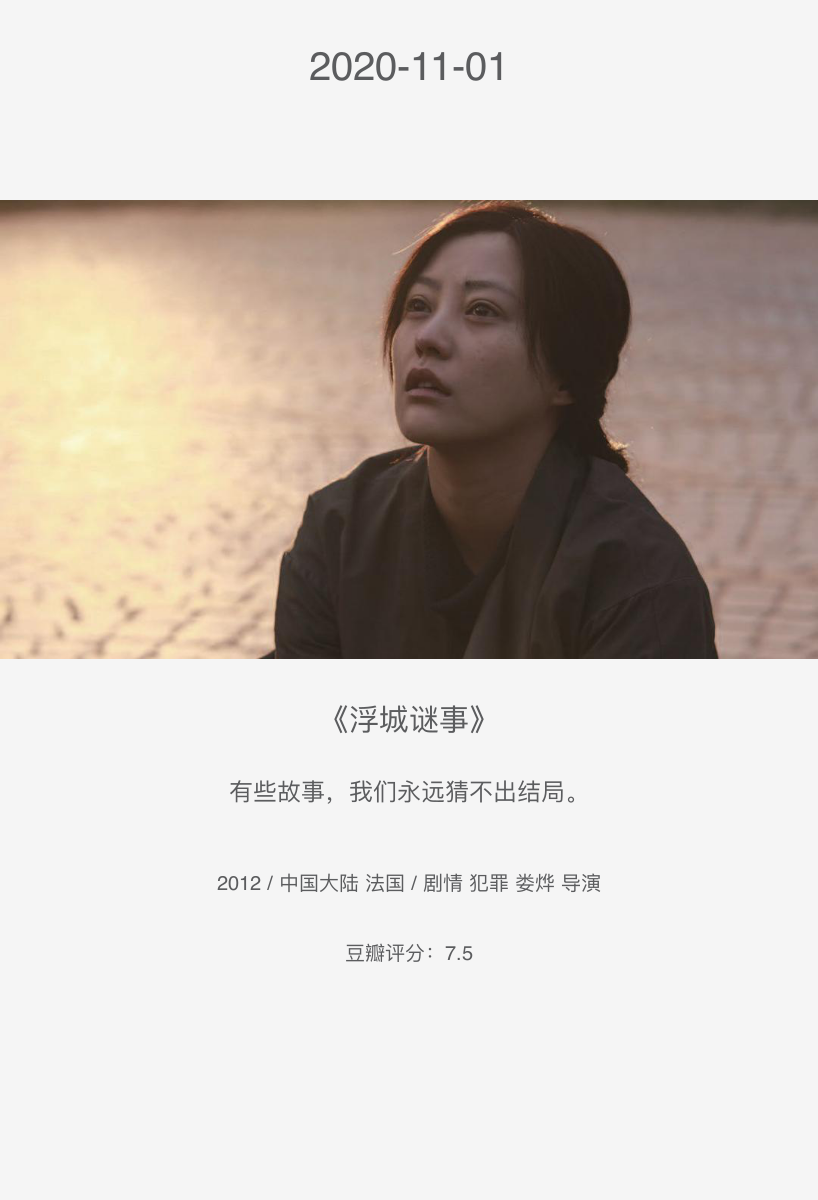 2020-11-01
《浮城谜事》
有些故事，我们永远猜不出结局。
2012 / 中国大陆 法国 / 剧情 犯罪 娄烨 导演
豆瓣评分：7.5